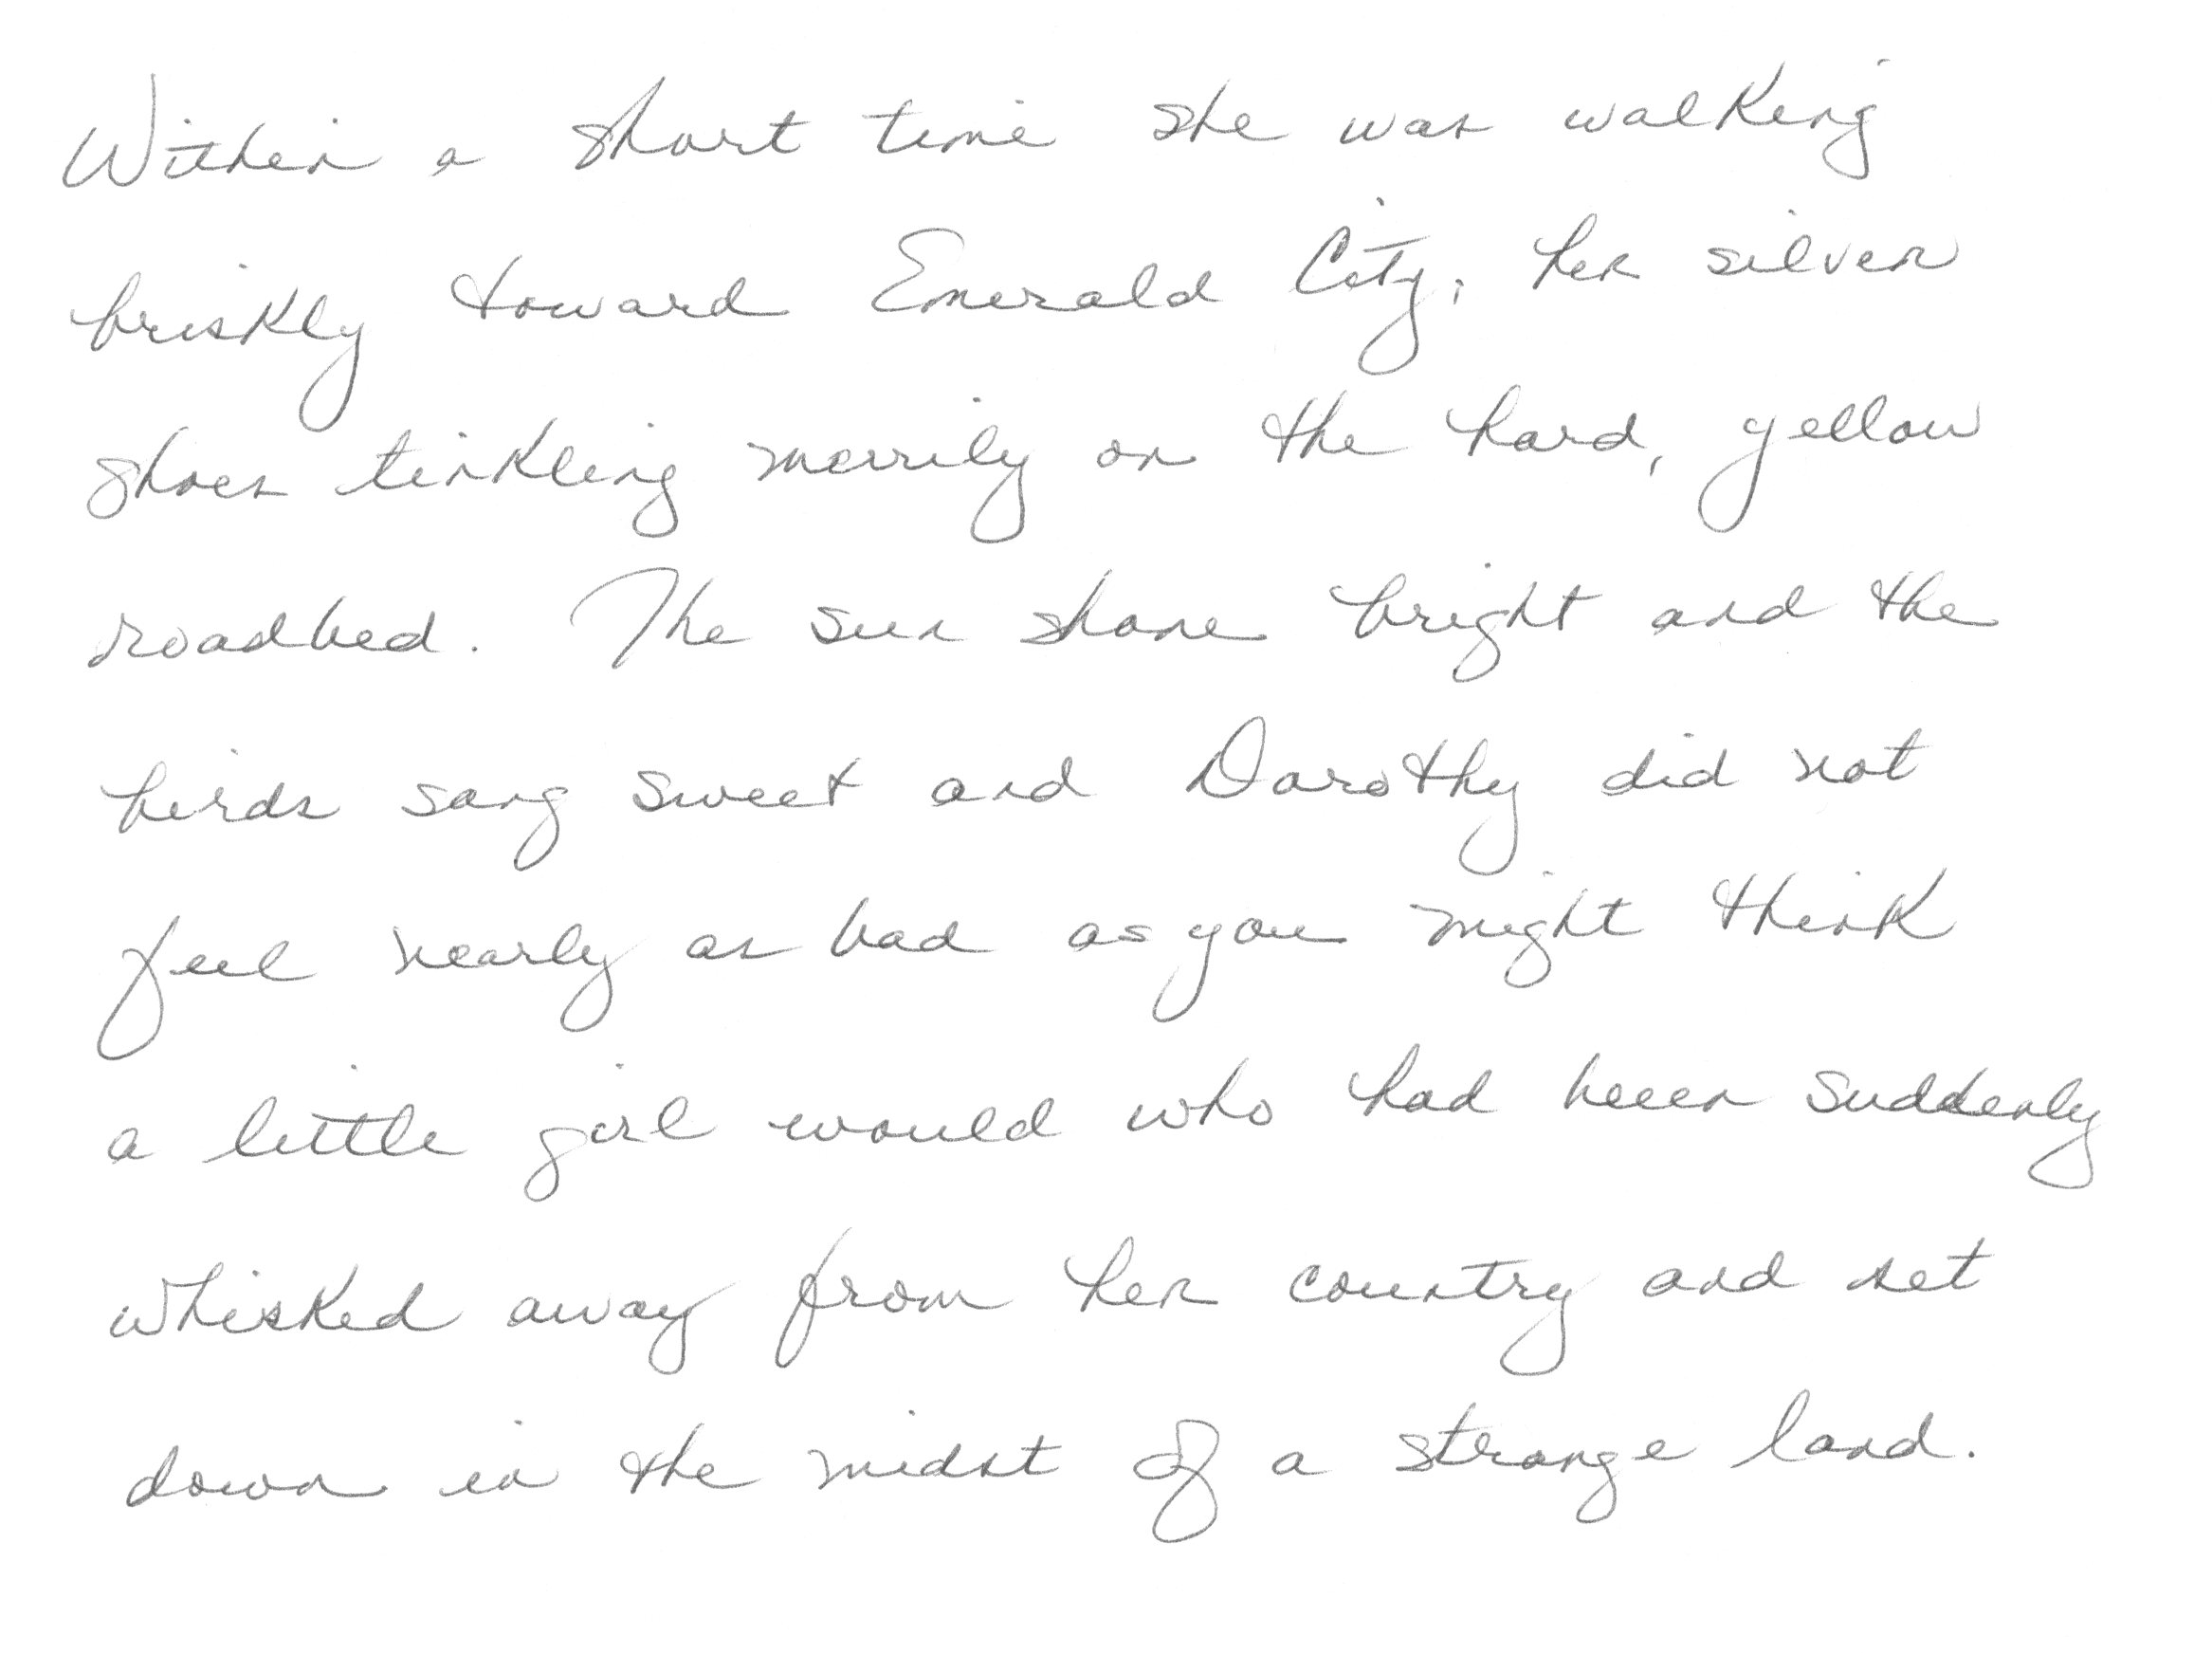 Within a short time she was walking
briskly toward Emerald City, her silver
shoes tinkling merrily on the hard, yellow
roadbed. The sun shone bright and the
birds sang sweet and Dorothy did not
feel nearly as bad as you might think
a little girl would who had been suddenly
whisked away from her country and set
down in the midst of a strange land.